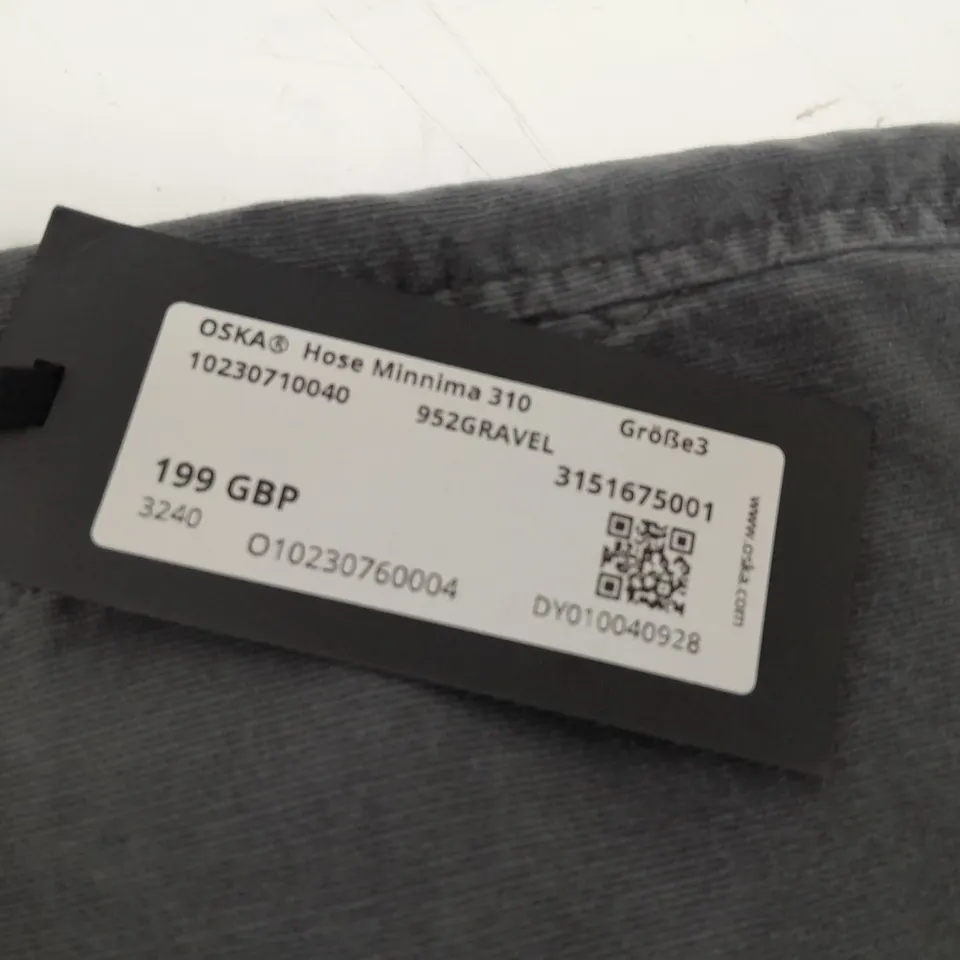 OSKA® Hose Minnima 310
10230710040
952GRAVEL
Größe3
3151675001
199 GBP
3240
O10230760004
DY010040928
www.oska.com